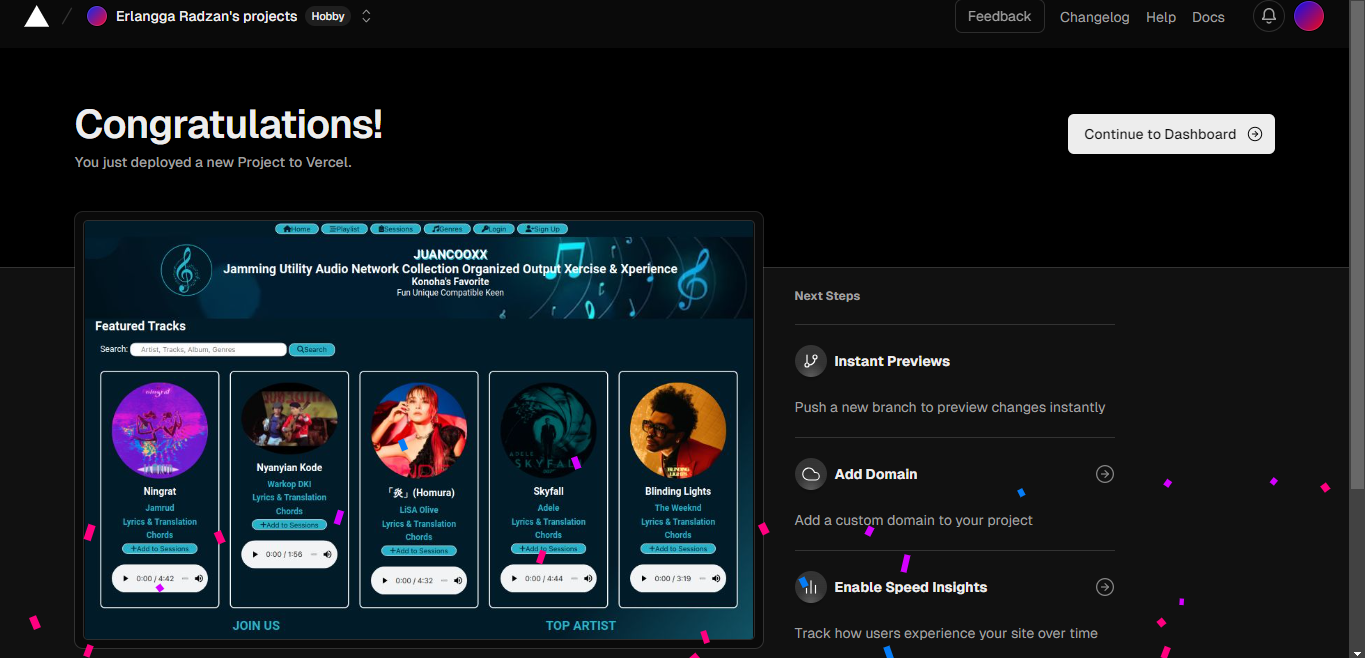 Erlangga Radzan's projects Hobby
Feedback Changelog Help Docs
Congratulations!
You just deployed a new Project to Vercel.
Continue to Dashboard
Home Playlist Sessions Genres Login Sign Up
JUANCOOXX
Jamming Utility Audio Network Collection Organized Output Xercise & Xperience
Konoha's Favorite
Fun Unique Compatible Keen
Featured Tracks
Search: Artist, Tracks, Album, Genres Search
ningrat
Ningrat
Jamrud
Lyrics & Translation
Chords
+Add to Sessions
0:00 / 4:42
Nyanyian Kode
Warkop DKI
Lyrics & Translation
Chords
+Add to Sessions
0:00 / 1:56
「炎」(Homura)
LiSA Olive
Lyrics & Translation
Chords
+Add to Sessions
0:00 / 4:32
ADELE
SKYFALL
Skyfall
Adele
Lyrics & Translation
Chords
+Add to Sessions
0:00 / 4:44
BLINDING
LIGHTS
Blinding Lights
The Weeknd
Lyrics & Translation
Chords
+Add to Sessions
0:00 / 3:19
JOIN US
TOP ARTIST
Next Steps
Instant Previews
Push a new branch to preview changes instantly
Add Domain
Add a custom domain to your project
Enable Speed Insights
Track how users experience your site over time